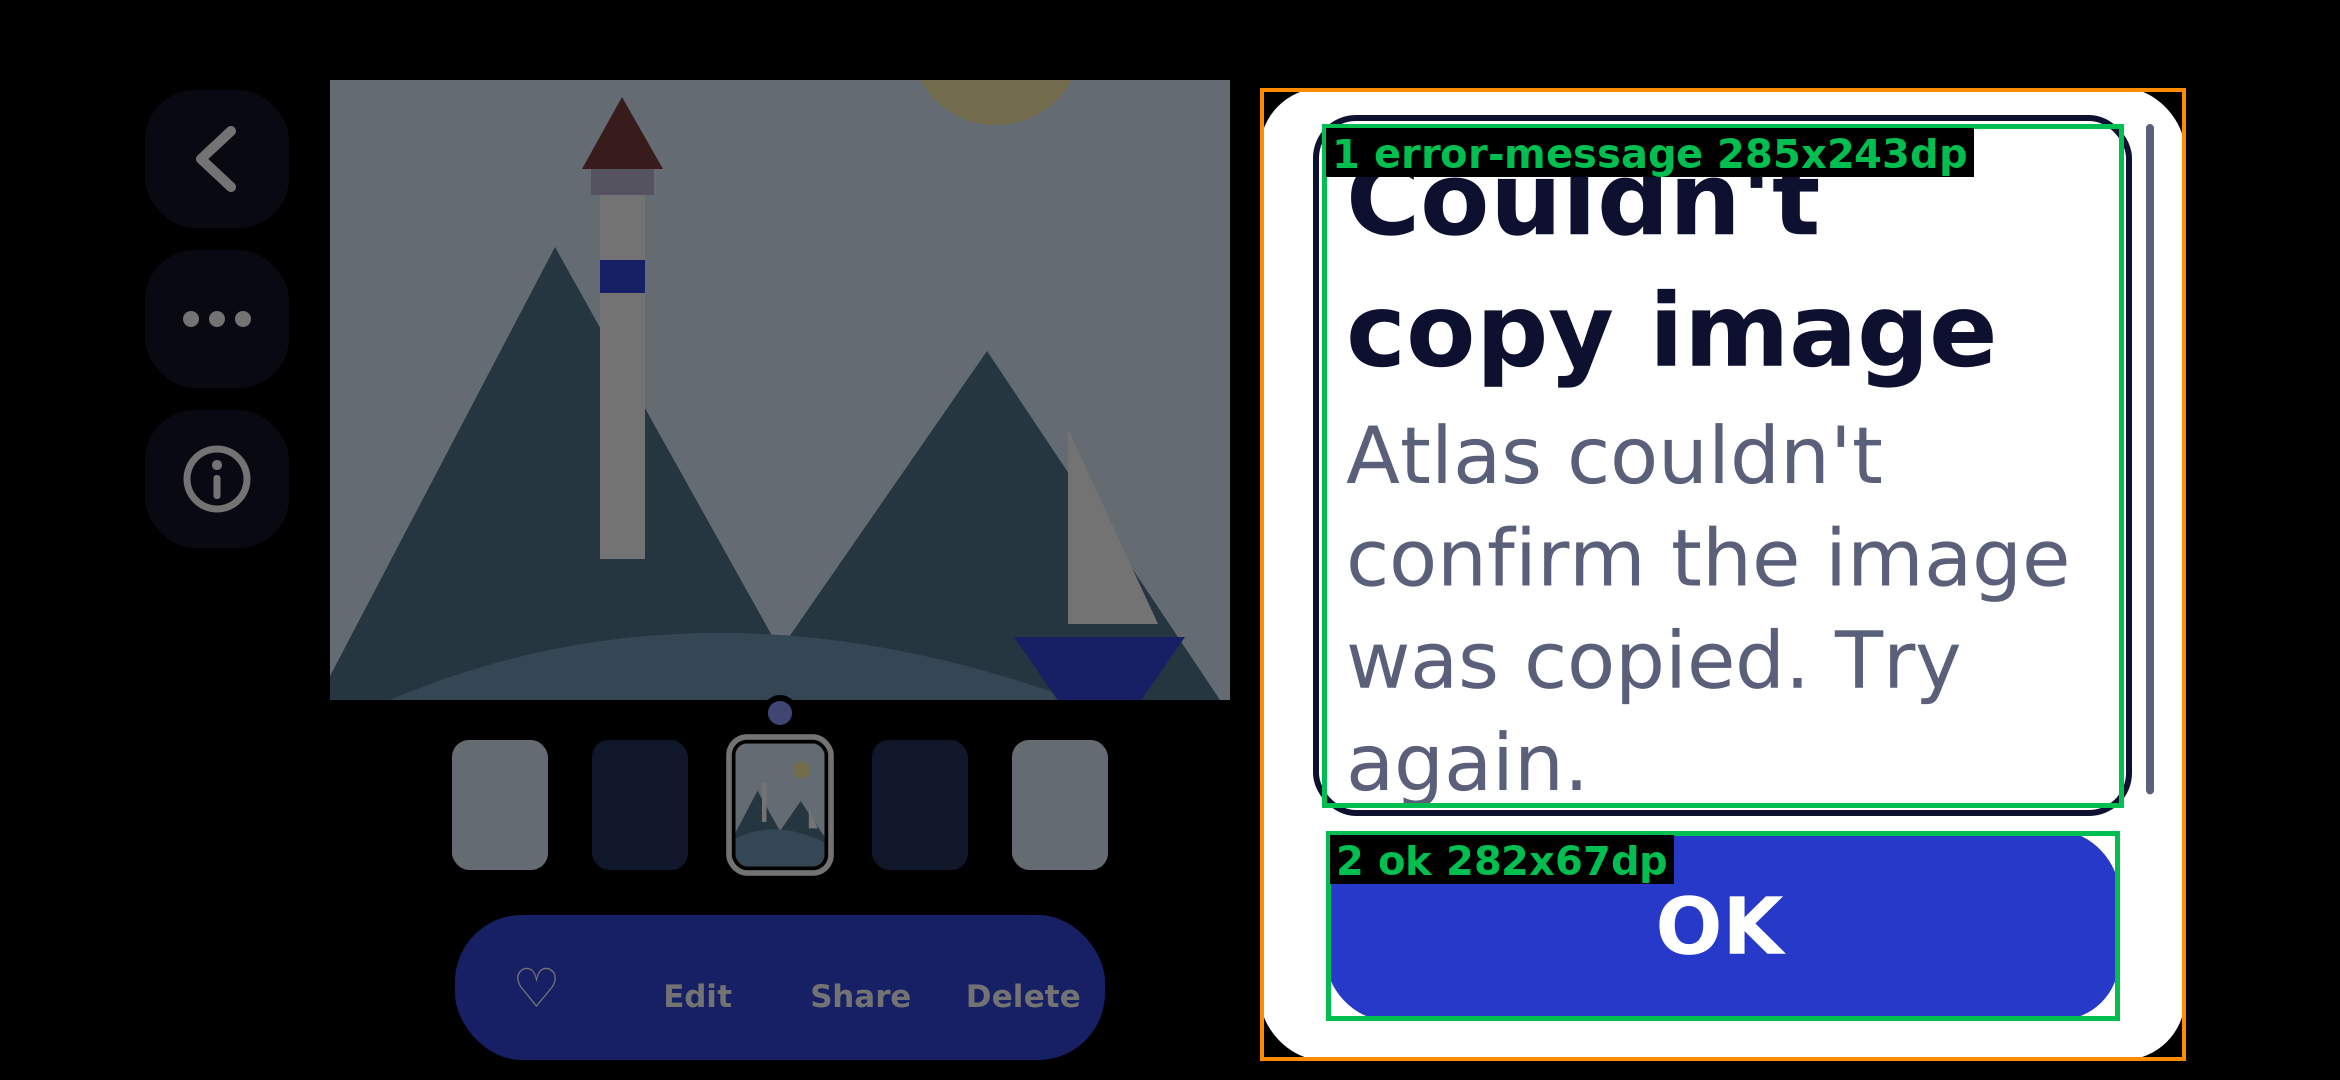 1 error-message 285x243dp
Couldn't
copy image
Atlas couldn't
confirm the image
was copied. Try
again.
2 ok 282x67dp
OK
♡ Edit Share Delete